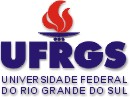 UFRGS
UNIVERSIDADE FEDERAL
DO RIO GRANDE DO SUL